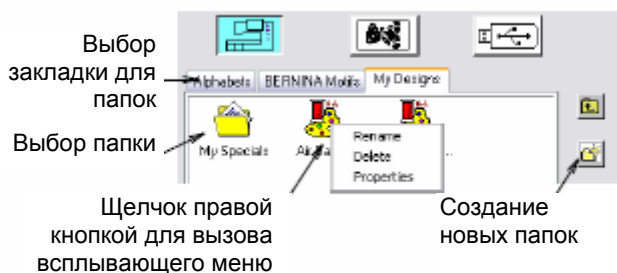 Выбор
закладки для
папок
Alphabets BERNINA Motifs My Designs
Выбор папки
My Specials
Rename
Delete
Properties
Щелчок правой
кнопкой для вызова
всплывающего меню
Создание
новых папок